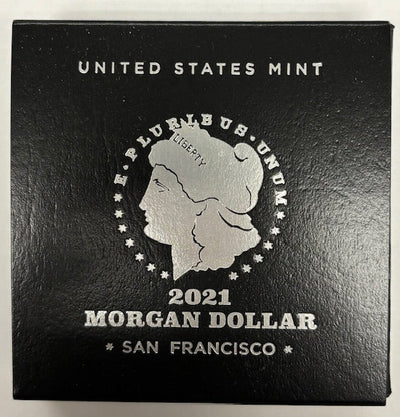 UNITED STATES MINT
E·PLURIBUS·UNUM·
LIBERTY
2021
MORGAN DOLLAR
* SAN FRANCISCO *